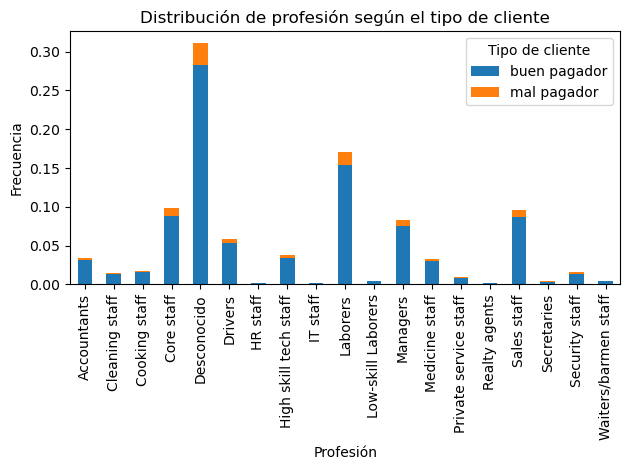 Distribución de profesión según el tipo de cliente
Frecuencia
0.30
0.25
0.20
0.15
0.10
0.05
0.00
Tipo de cliente
buen pagador
mal pagador
Accountants
Cleaning staff
Cooking staff
Core staff
Desconocido
Drivers
HR staff
High skill tech staff
IT staff
Laborers
Low-skill Laborers
Managers
Medicine staff
Private service staff
Realty agents
Sales staff
Secretaries
Security staff
Waiters/barmen staff
Profesión